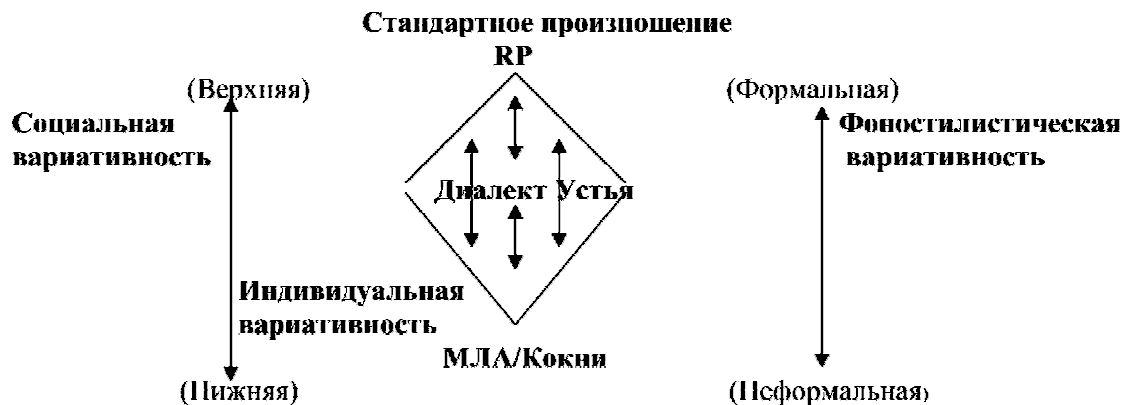 Стандартное произношение
RP
(Верхняя)
(Формальная)
Социальная
вариативность
Фоностилистическая
вариативность
Диалект Устья
Индивидуальная
вариативность
МЛА/Кокни
(Нижняя)
(Неформальная)